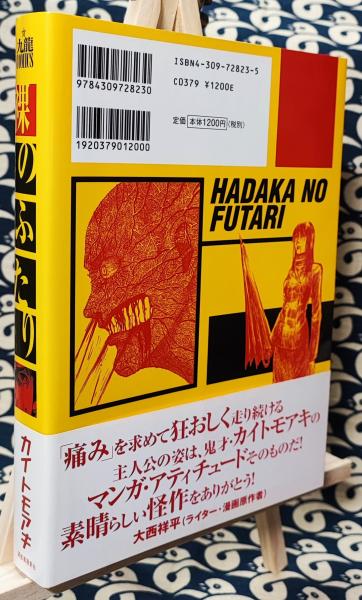 九龍
COMICS
裸のふたり
カイトモアキ
ISBN4-309-72823-5
C0379 ¥1200E
9784309728230
定価 本体1200円(税別)
1920379012000
HADAKA NO
FUTARI
「痛み」を求めて狂おしく走り続ける
主人公の姿は、鬼才・カイトモアキの
マンガ・アティチュードそのものだ!
素晴らしい怪作をありがとう!
大西祥平(ライター・漫画原作者)